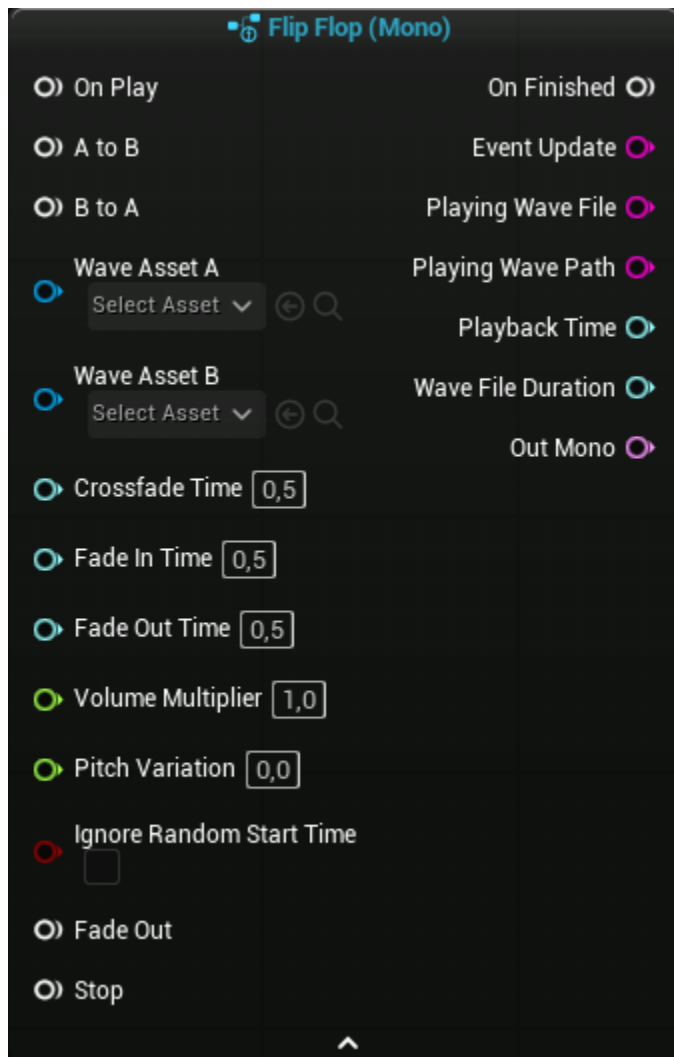 Flip Flop (Mono)
On Play
On Finished
A to B
Event Update
B to A
Playing Wave File
Wave Asset A
Select Asset
Playing Wave Path
Playback Time
Wave Asset B
Select Asset
Wave File Duration
Out Mono
Crossfade Time 0,5
Fade In Time 0,5
Fade Out Time 0,5
Volume Multiplier 1,0
Pitch Variation 0,0
Ignore Random Start Time
Fade Out
Stop